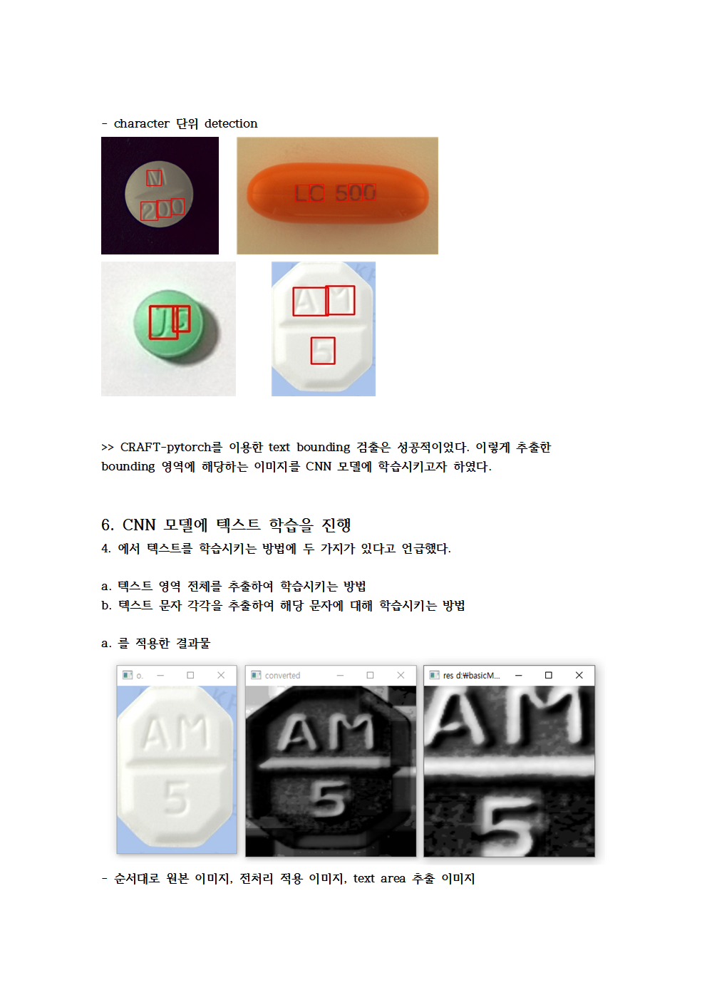 - character 단위 detection
M
200
LC 500
J5
AM
5
>> CRAFT-pytorch를 이용한 text bounding 검출은 성공적이었다. 이렇게 추출한
bounding 영역에 해당하는 이미지를 CNN 모델에 학습시키고자 하였다.
6. CNN 모델에 텍스트 학습을 진행
4. 에서 텍스트를 학습시키는 방법에 두 가지가 있다고 언급했다.
a. 텍스트 영역 전체를 추출하여 학습시키는 방법
b. 텍스트 문자 각각을 추출하여 해당 문자에 대해 학습시키는 방법
a. 를 적용한 결과물
o. converted res d:₩basicM...
AM AM AM
5 5 5
- 순서대로 원본 이미지, 전처리 적용 이미지, text area 추출 이미지